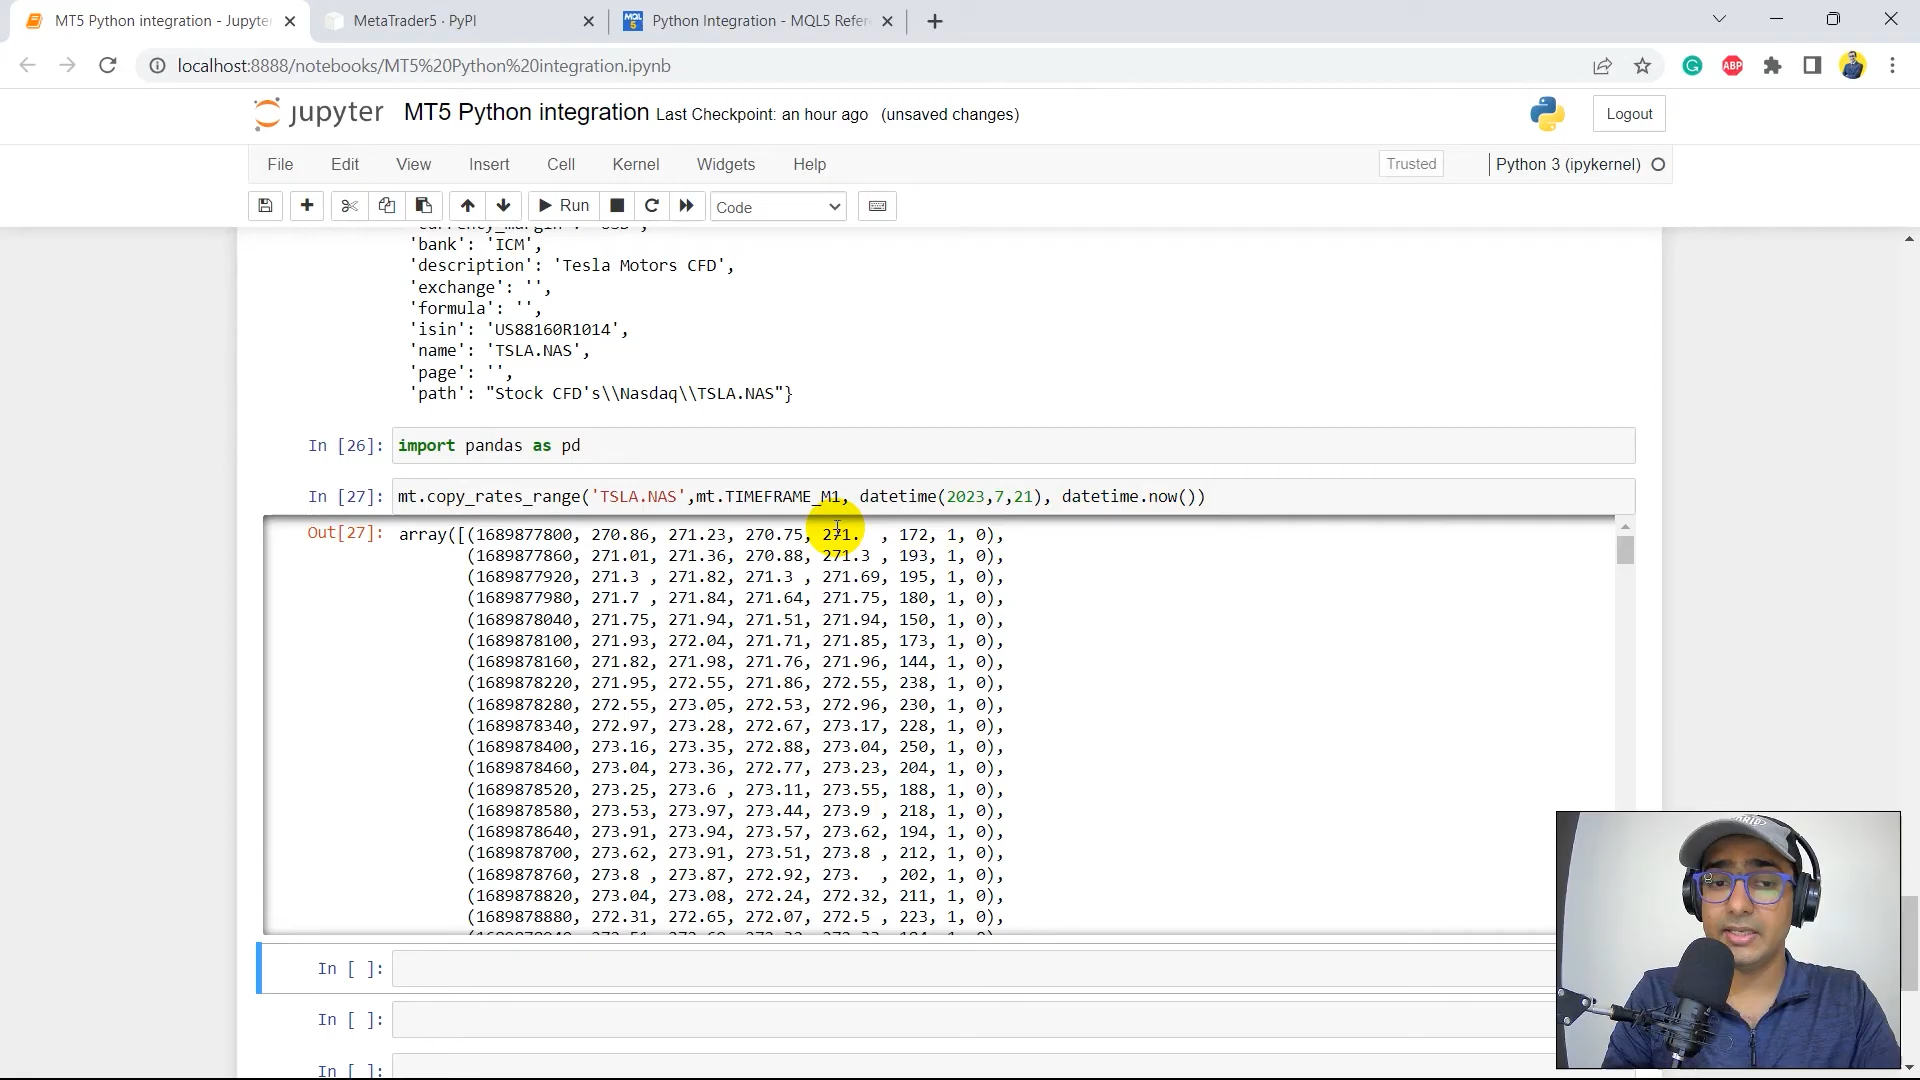 MT5 Python integration - Jupyte
MetaTrader5 · PyPI
Python Integration - MQL5 Refer
localhost:8888/notebooks/MT5%20Python%20integration.ipynb
ABP
jupyter MT5 Python integration Last Checkpoint: an hour ago (unsaved changes)
Logout
File Edit View Insert Cell Kernel Widgets Help
Trusted
Python 3 (ipykernel)
Run
Code
'currency_margin': 'USD',
'bank': 'ICM',
'description': 'Tesla Motors CFD',
'exchange': '',
'formula': '',
'isin': 'US88160R1014',
'name': 'TSLA.NAS',
'page': '',
'path': "Stock CFD's\\Nasdaq\\TSLA.NAS"}
In [26]: import pandas as pd
In [27]: mt.copy_rates_range('TSLA.NAS',mt.TIMEFRAME_M1, datetime(2023,7,21), datetime.now())
Out[27]: array([(1689877800, 270.86, 271.23, 270.75, 271.  , 172, 1, 0),
(1689877860, 271.01, 271.36, 270.88, 271.3 , 193, 1, 0),
(1689877920, 271.3 , 271.82, 271.3 , 271.69, 195, 1, 0),
(1689877980, 271.7 , 271.84, 271.64, 271.75, 180, 1, 0),
(1689878040, 271.75, 271.94, 271.51, 271.94, 150, 1, 0),
(1689878100, 271.93, 272.04, 271.71, 271.85, 173, 1, 0),
(1689878160, 271.82, 271.98, 271.76, 271.96, 144, 1, 0),
(1689878220, 271.95, 272.55, 271.86, 272.55, 238, 1, 0),
(1689878280, 272.55, 273.05, 272.53, 272.96, 230, 1, 0),
(1689878340, 272.97, 273.28, 272.67, 273.17, 228, 1, 0),
(1689878400, 273.16, 273.35, 272.88, 273.04, 250, 1, 0),
(1689878460, 273.04, 273.36, 272.77, 273.23, 204, 1, 0),
(1689878520, 273.25, 273.6 , 273.11, 273.55, 188, 1, 0),
(1689878580, 273.53, 273.97, 273.44, 273.9 , 218, 1, 0),
(1689878640, 273.91, 273.94, 273.57, 273.62, 194, 1, 0),
(1689878700, 273.62, 273.91, 273.51, 273.8 , 212, 1, 0),
(1689878760, 273.8 , 273.87, 272.92, 273.  , 202, 1, 0),
(1689878820, 273.04, 273.08, 272.24, 272.32, 211, 1, 0),
(1689878880, 272.31, 272.65, 272.07, 272.5 , 223, 1, 0),
In [ ]:
In [ ]:
In [ ]: